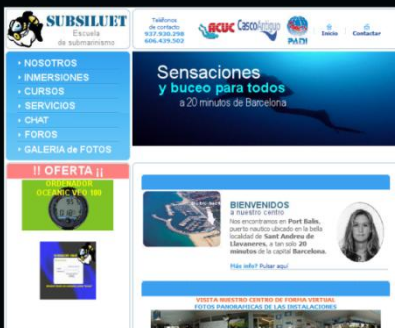 SUBSILUET
Escuela
de submarinismo
Teléfonos
de contacto
937.930.298
606.439.502
ACUC
CascoAntiguo
PADI
Inicio
Contactar
NOSOTROS
INMERSIONES
CURSOS
SERVICIOS
CHAT
FOROS
GALERIA de FOTOS
Sensaciones
y buceo para todos
a 20 minutos de Barcelona
!! OFERTA ¡¡
ORDENADOR
OCEANIC VEO 180
BIENVENIDOS
a nuestro centro
Nos encontramos en Port Balis,
puerto nautico ubicado en la bella
localidad de Sant Andreu de
Llavaneres, a tan solo 20
minutos de la capital Barcelona.
Más info? Pulsar aquí
VISITA NUESTRO CENTRO DE FORMA VIRTUAL
FOTOS PANORAMICAS DE LAS INSTALACIONES